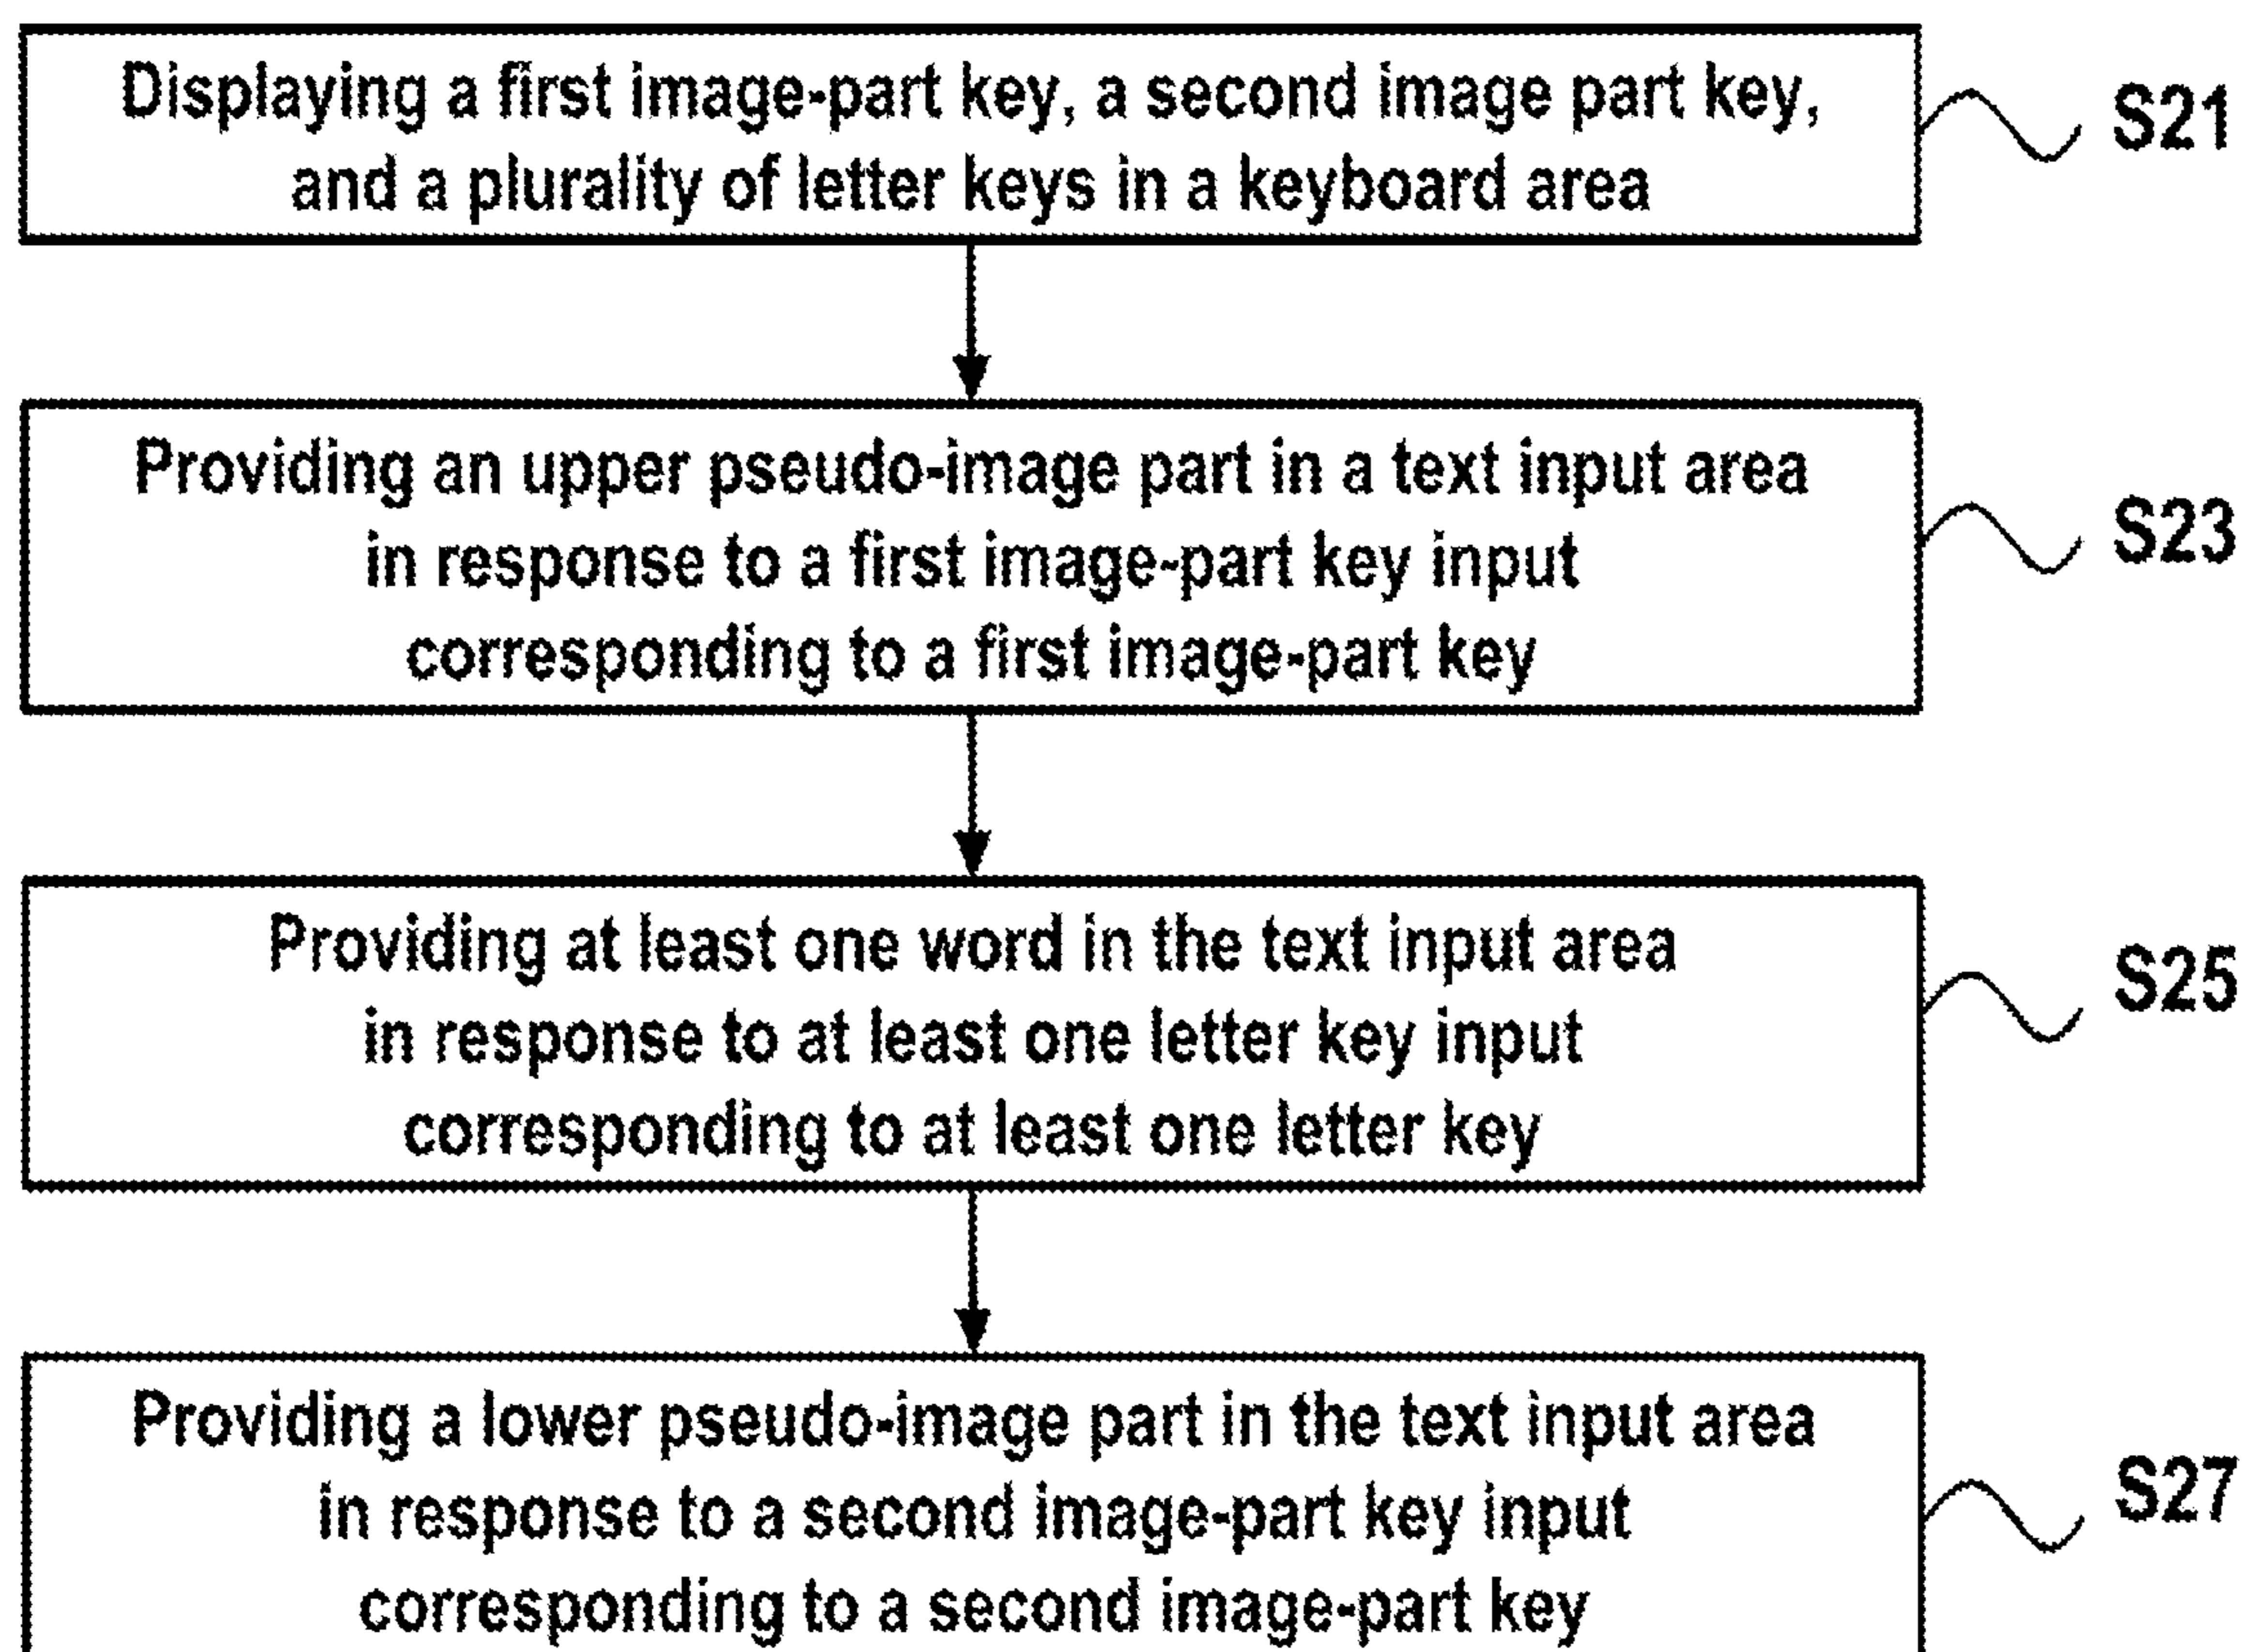 Displaying a first image-part key, a second image part key,
and a plurality of letter keys in a keyboard area
S21
Providing an upper pseudo-image part in a text input area
in response to a first image-part key input
corresponding to a first image-part key
S23
Providing at least one word in the text input area
in response to at least one letter key input
corresponding to at least one letter key
S25
Providing a lower pseudo-image part in the text input area
in response to a second image-part key input
corresponding to a second image-part key
S27